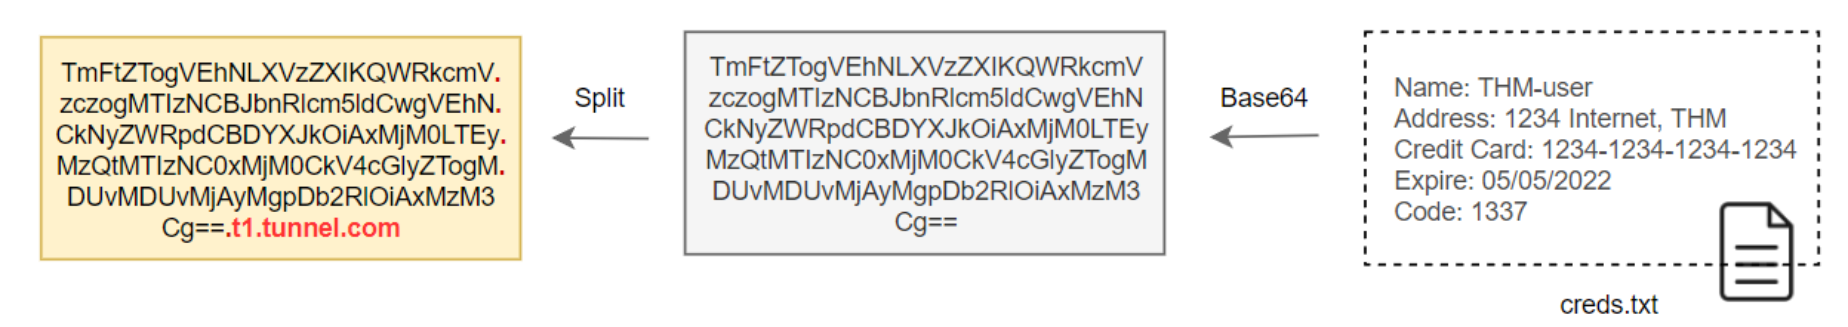 TmFtZTogVEhNLXVzZXIKQWRkcmV.
zczogMTIzNCBJbnRlcm5ldCwgVEhN.
CkNyZWRpdCBDYXJkOiAxMjM0LTEy.
MzQtMTIzNC0xMjM0CkV4cGlyZTogM.
DUvMDUvMjAyMgpDb2RlOiAxMzM3
Cg==.t1.tunnel.com
Split
TmFtZTogVEhNLXVzZXIKQWRkcmV
zczogMTIzNCBJbnRlcm5ldCwgVEhN
CkNyZWRpdCBDYXJkOiAxMjM0LTEy
MzQtMTIzNC0xMjM0CkV4cGlyZTogM
DUvMDUvMjAyMgpDb2RlOiAxMzM3
Cg==
Base64
Name: THM-user
Address: 1234 Internet, THM
Credit Card: 1234-1234-1234-1234
Expire: 05/05/2022
Code: 1337
creds.txt